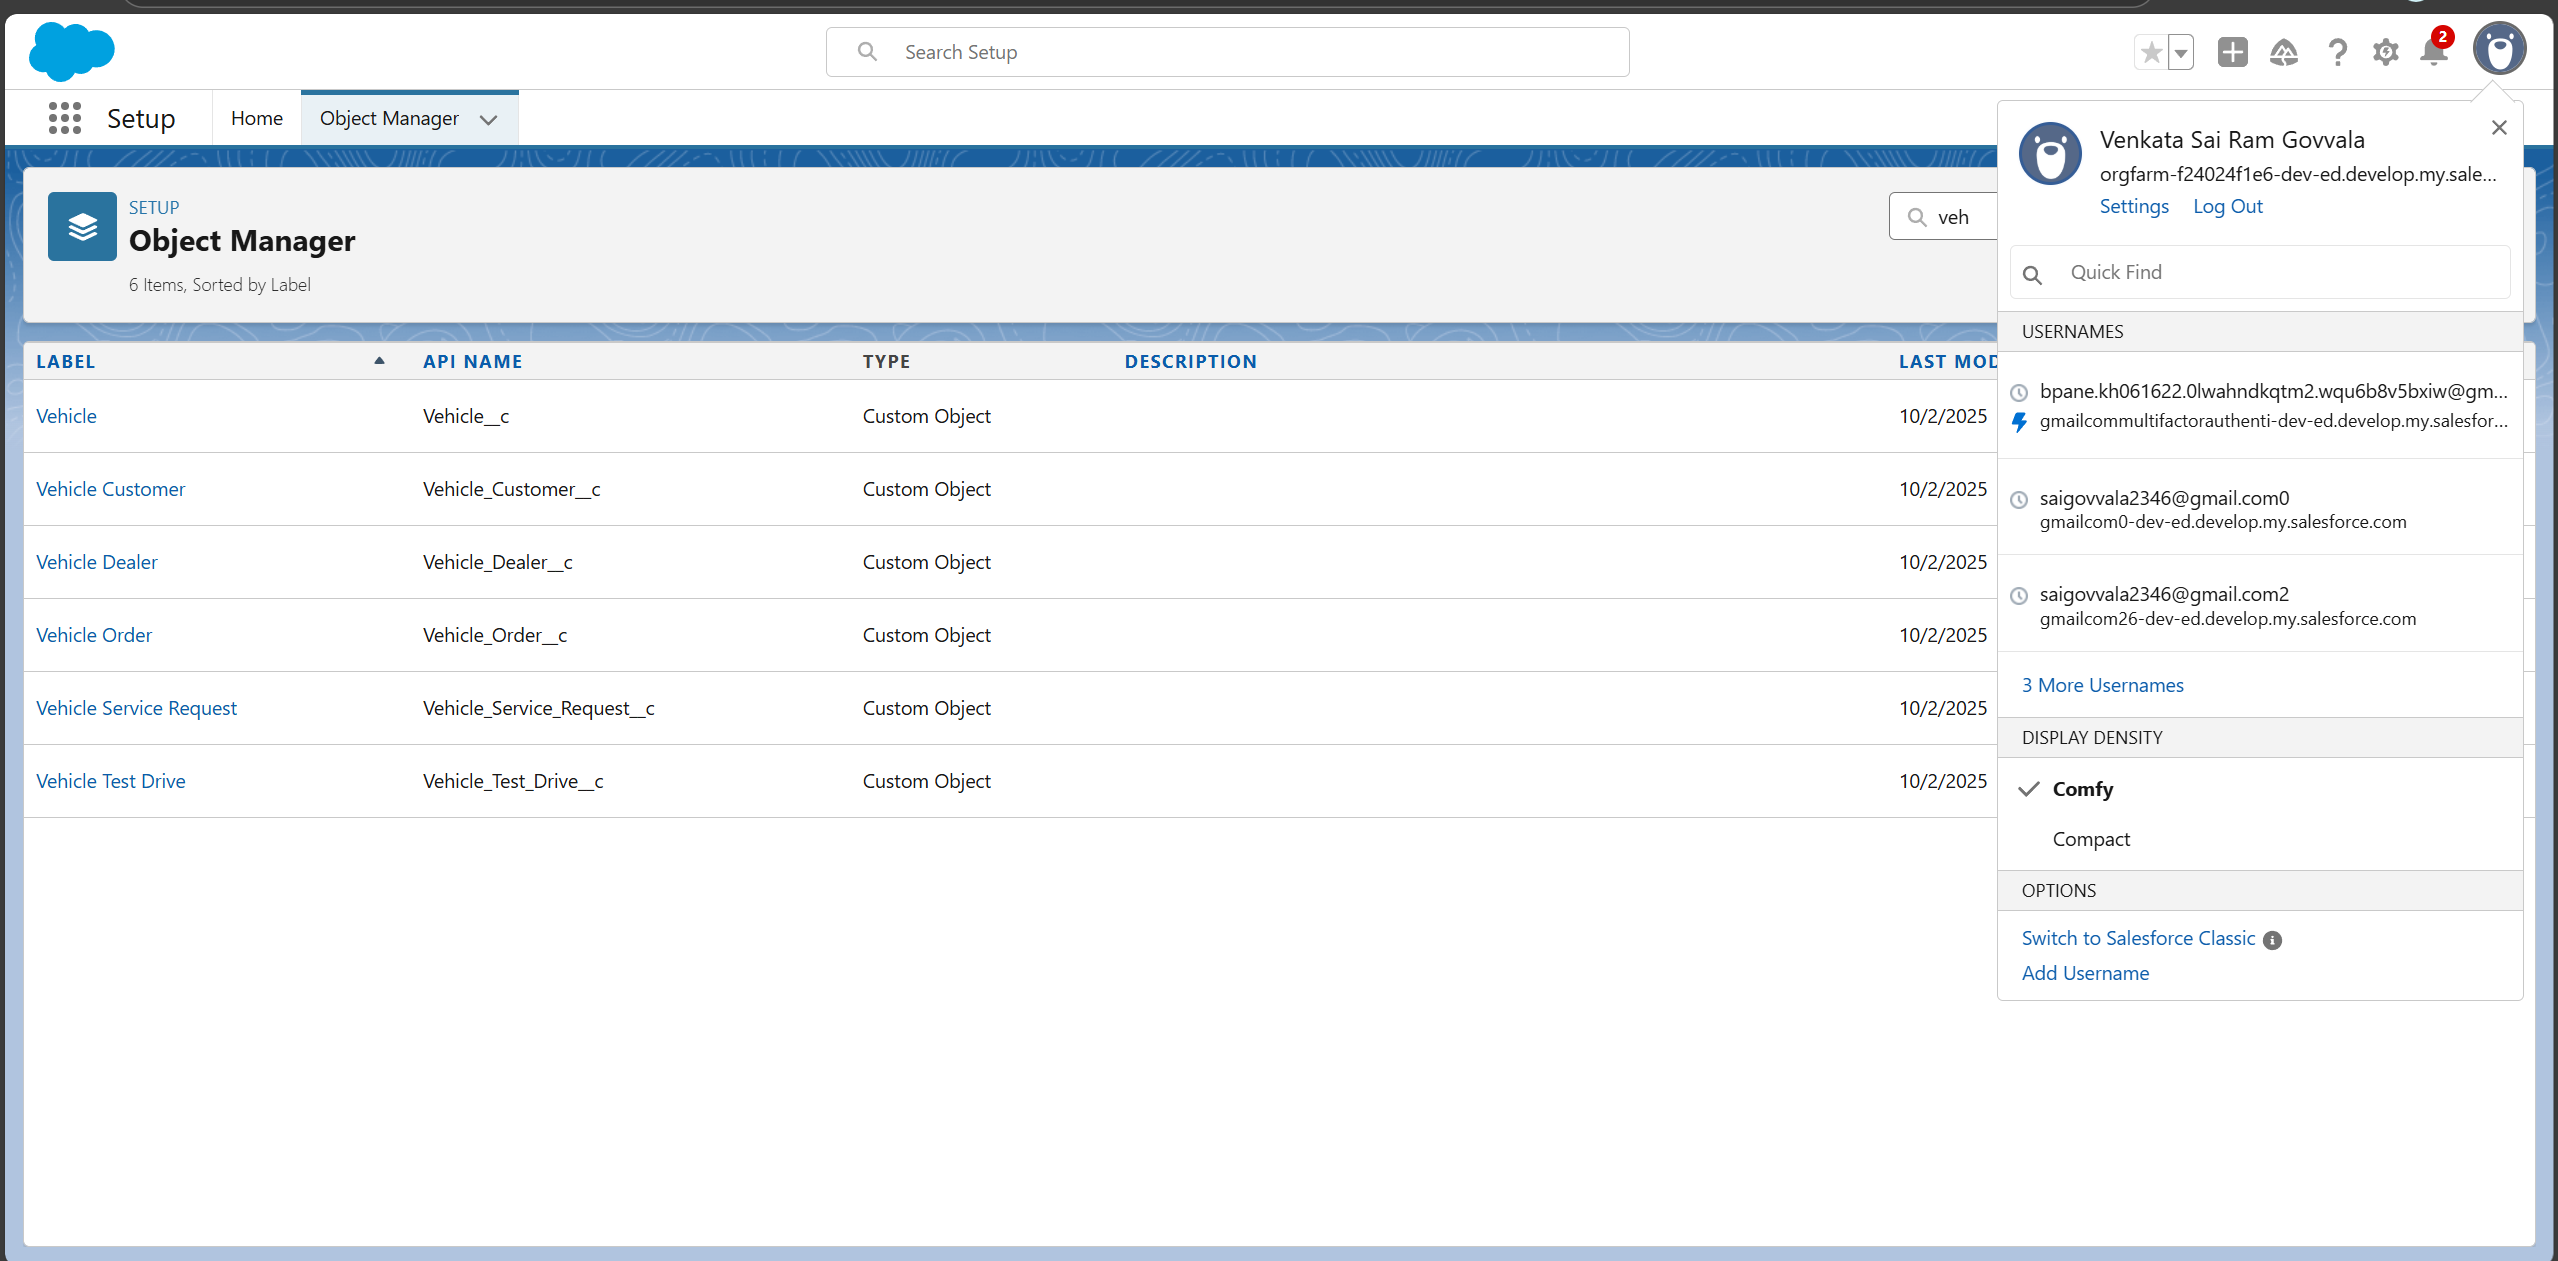 Search Setup
2
Setup
Home
Object Manager
SETUP
Object Manager
6 Items, Sorted by Label
veh
LABEL API NAME TYPE DESCRIPTION LAST MOD
Vehicle Vehicle__c Custom Object 10/2/2025
Vehicle Customer Vehicle_Customer__c Custom Object 10/2/2025
Vehicle Dealer Vehicle_Dealer__c Custom Object 10/2/2025
Vehicle Order Vehicle_Order__c Custom Object 10/2/2025
Vehicle Service Request Vehicle_Service_Request__c Custom Object 10/2/2025
Vehicle Test Drive Vehicle_Test_Drive__c Custom Object 10/2/2025
Venkata Sai Ram Govvala
orgfarm-f24024f1e6-dev-ed.develop.my.sale...
Settings Log Out
Quick Find
USERNAMES
bpane.kh061622.0lwahndkqtm2.wqu6b8v5bxiw@gm...
gmailcommultifactorauthenti-dev-ed.develop.my.salesfor...
saigovvala2346@gmail.com0
gmailcom0-dev-ed.develop.my.salesforce.com
saigovvala2346@gmail.com2
gmailcom26-dev-ed.develop.my.salesforce.com
3 More Usernames
DISPLAY DENSITY
Comfy
Compact
OPTIONS
Switch to Salesforce Classic
Add Username